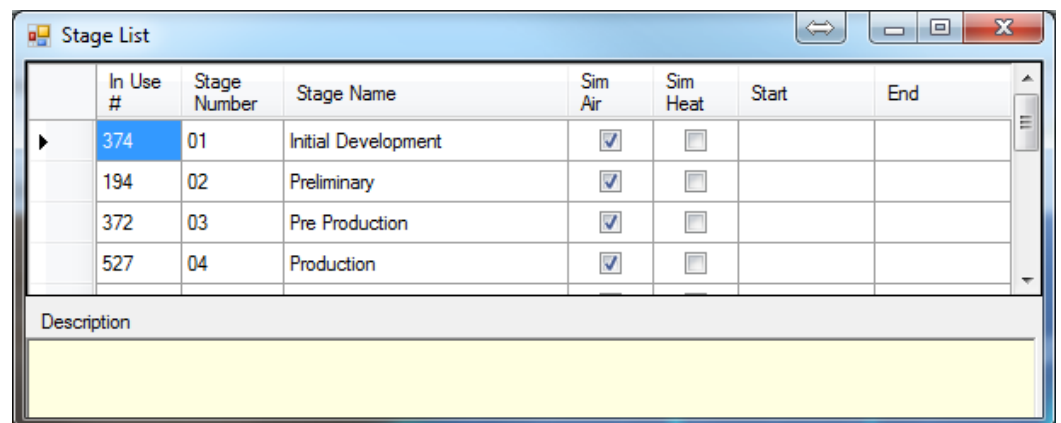 Stage List
In Use # Stage Number Stage Name Sim Air Sim Heat Start End
374 01 Initial Development
194 02 Preliminary
372 03 Pre Production
527 04 Production
Description